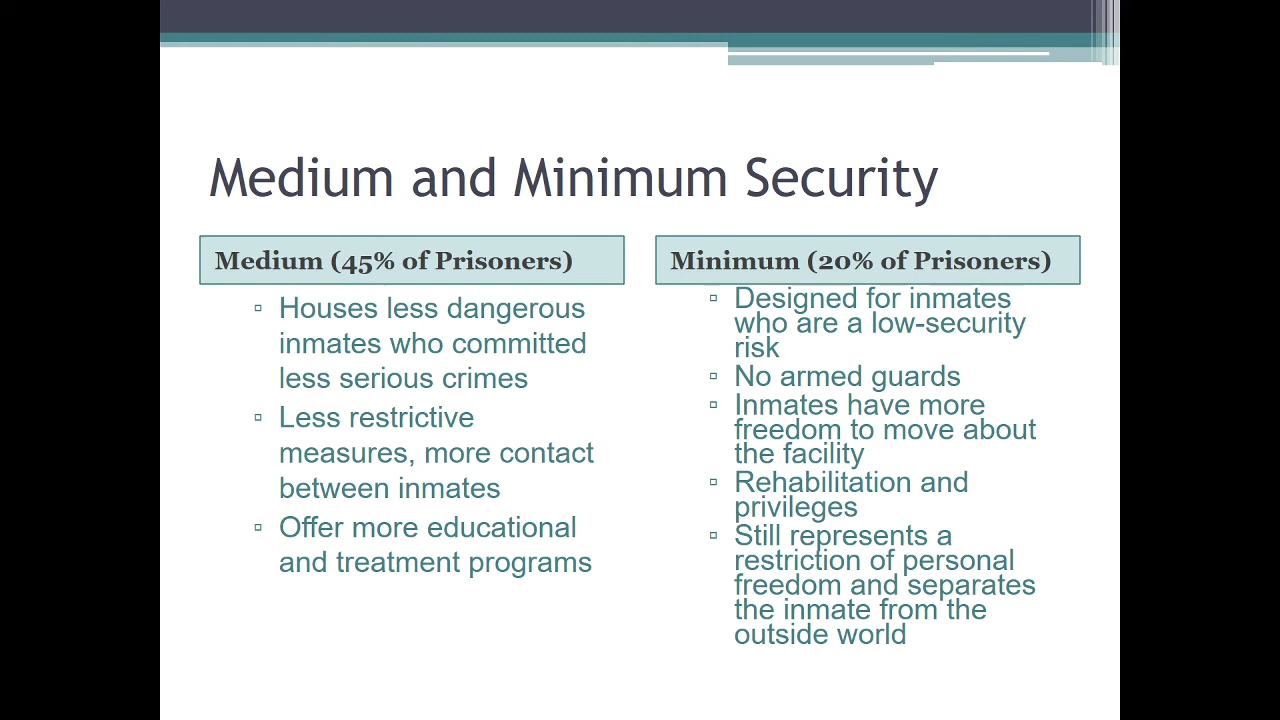 Medium and Minimum Security
Medium (45% of Prisoners)
▫ Houses less dangerous
inmates who committed
less serious crimes
▫ Less restrictive
measures, more contact
between inmates
▫ Offer more educational
and treatment programs
Minimum (20% of Prisoners)
▫ Designed for inmates
who are a low-security
risk
▫ No armed guards
▫ Inmates have more
freedom to move about
the facility
▫ Rehabilitation and
privileges
▫ Still represents a
restriction of personal
freedom and separates
the inmate from the
outside world